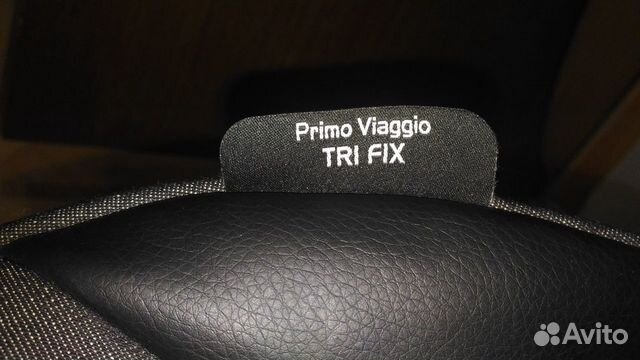 Primo Viaggio
TRI FIX
Avito